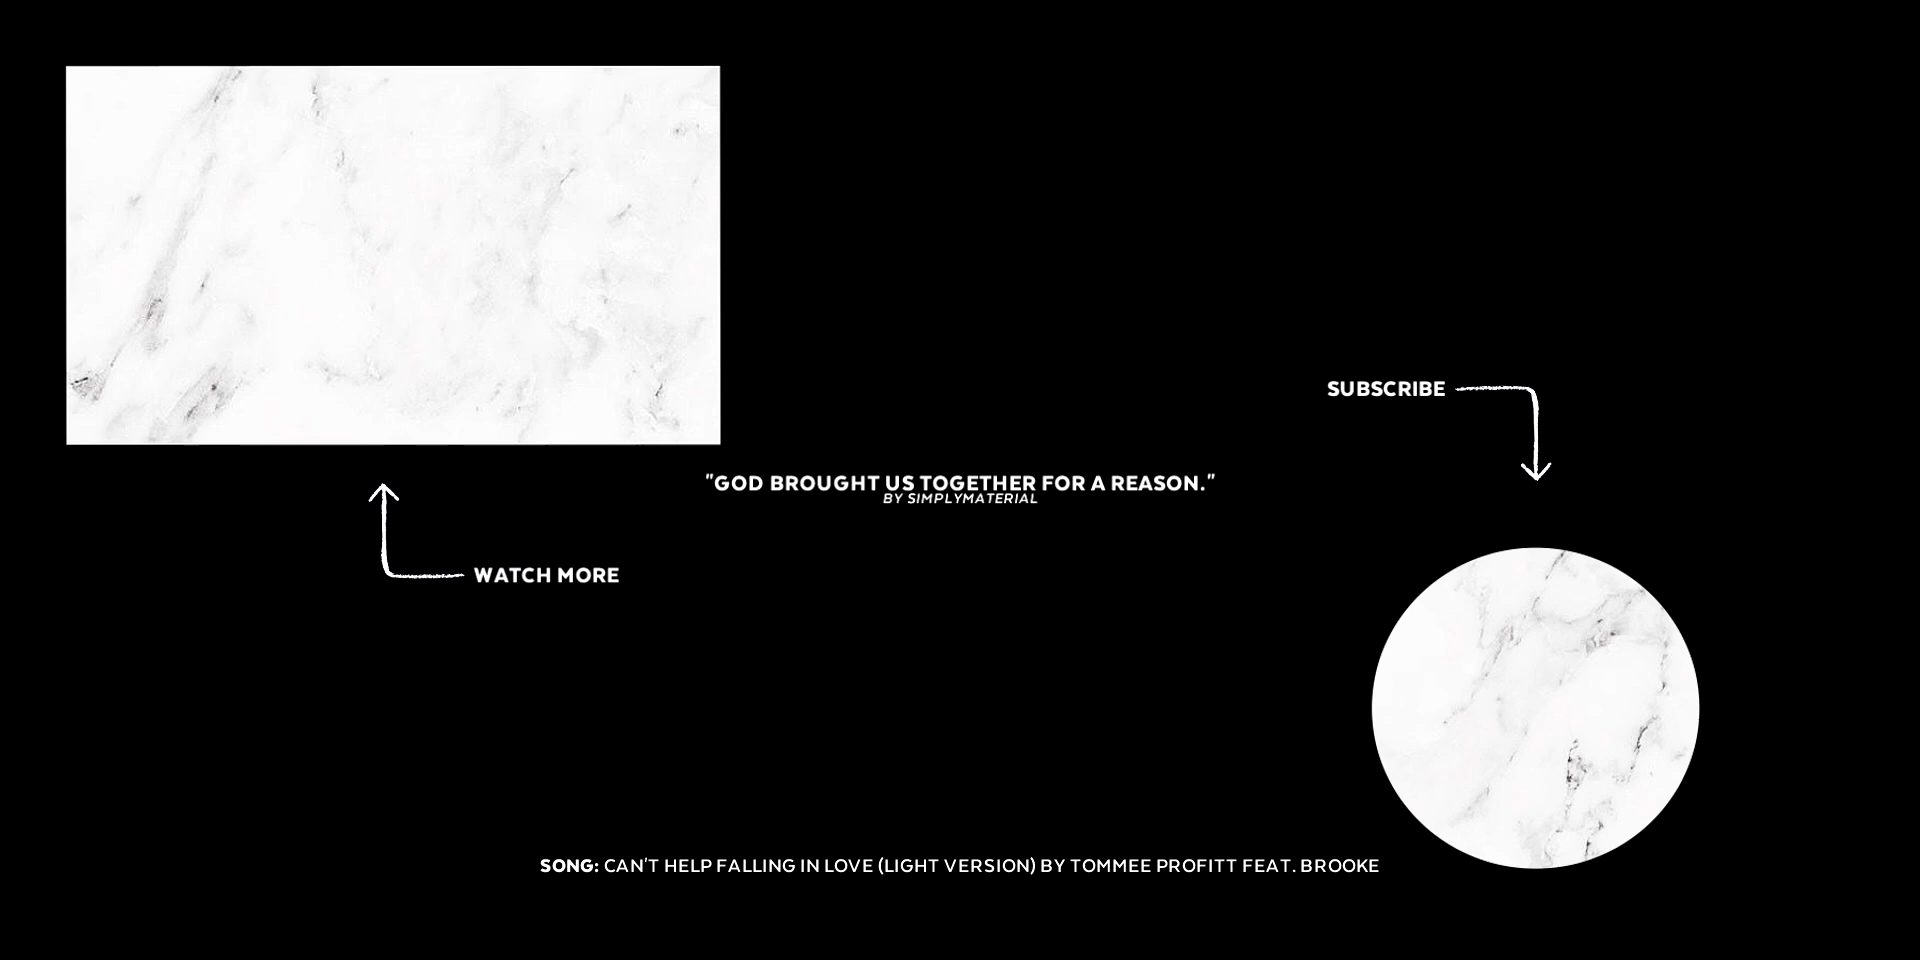 SUBSCRIBE
"GOD BROUGHT US TOGETHER FOR A REASON."
BY SIMPLYMATERIAL
WATCH MORE
SONG: CAN'T HELP FALLING IN LOVE (LIGHT VERSION) BY TOMMEE PROFITT FEAT. BROOKE